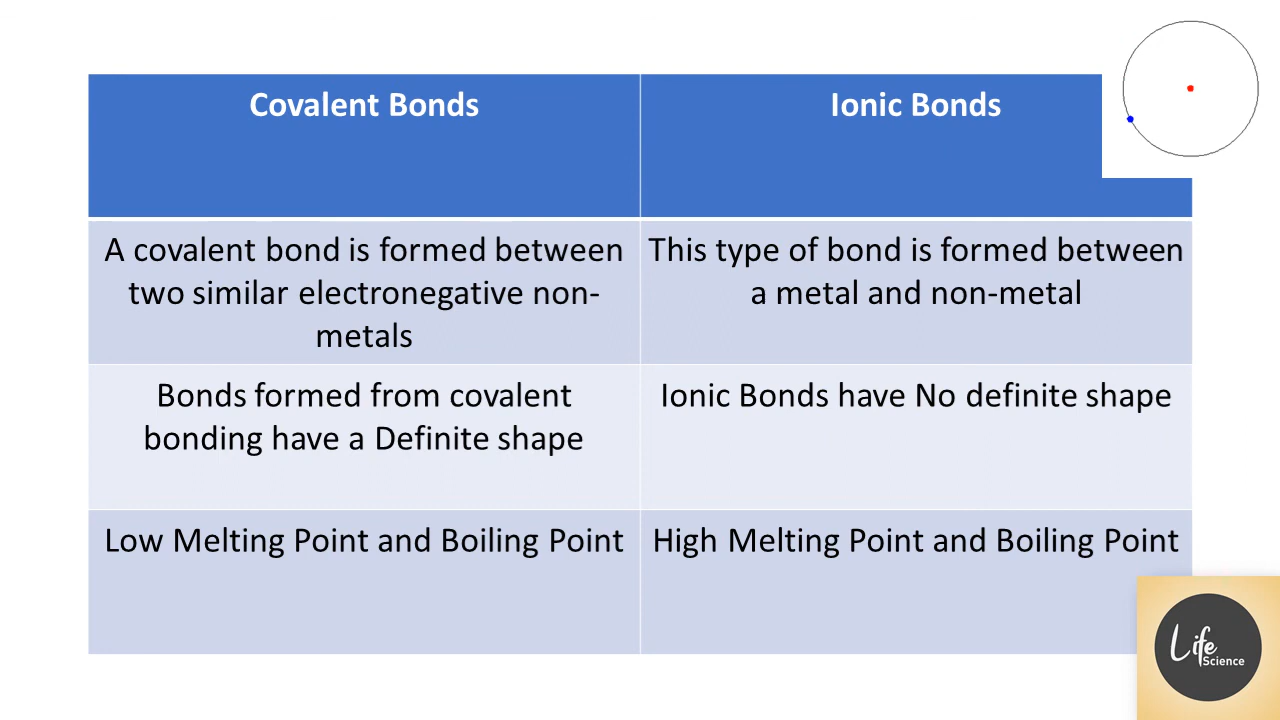 Covalent Bonds
Ionic Bonds
A covalent bond is formed between
two similar electronegative non-
metals
This type of bond is formed between
a metal and non-metal
Bonds formed from covalent
bonding have a Definite shape
Ionic Bonds have No definite shape
Low Melting Point and Boiling Point
High Melting Point and Boiling Point
Life
Science